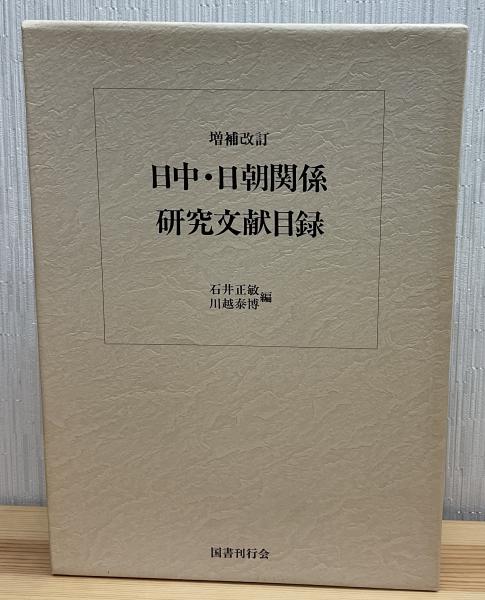 増補改訂
日中・日朝関係
研究文献目録
石井正敏
川越泰博 編
国書刊行会